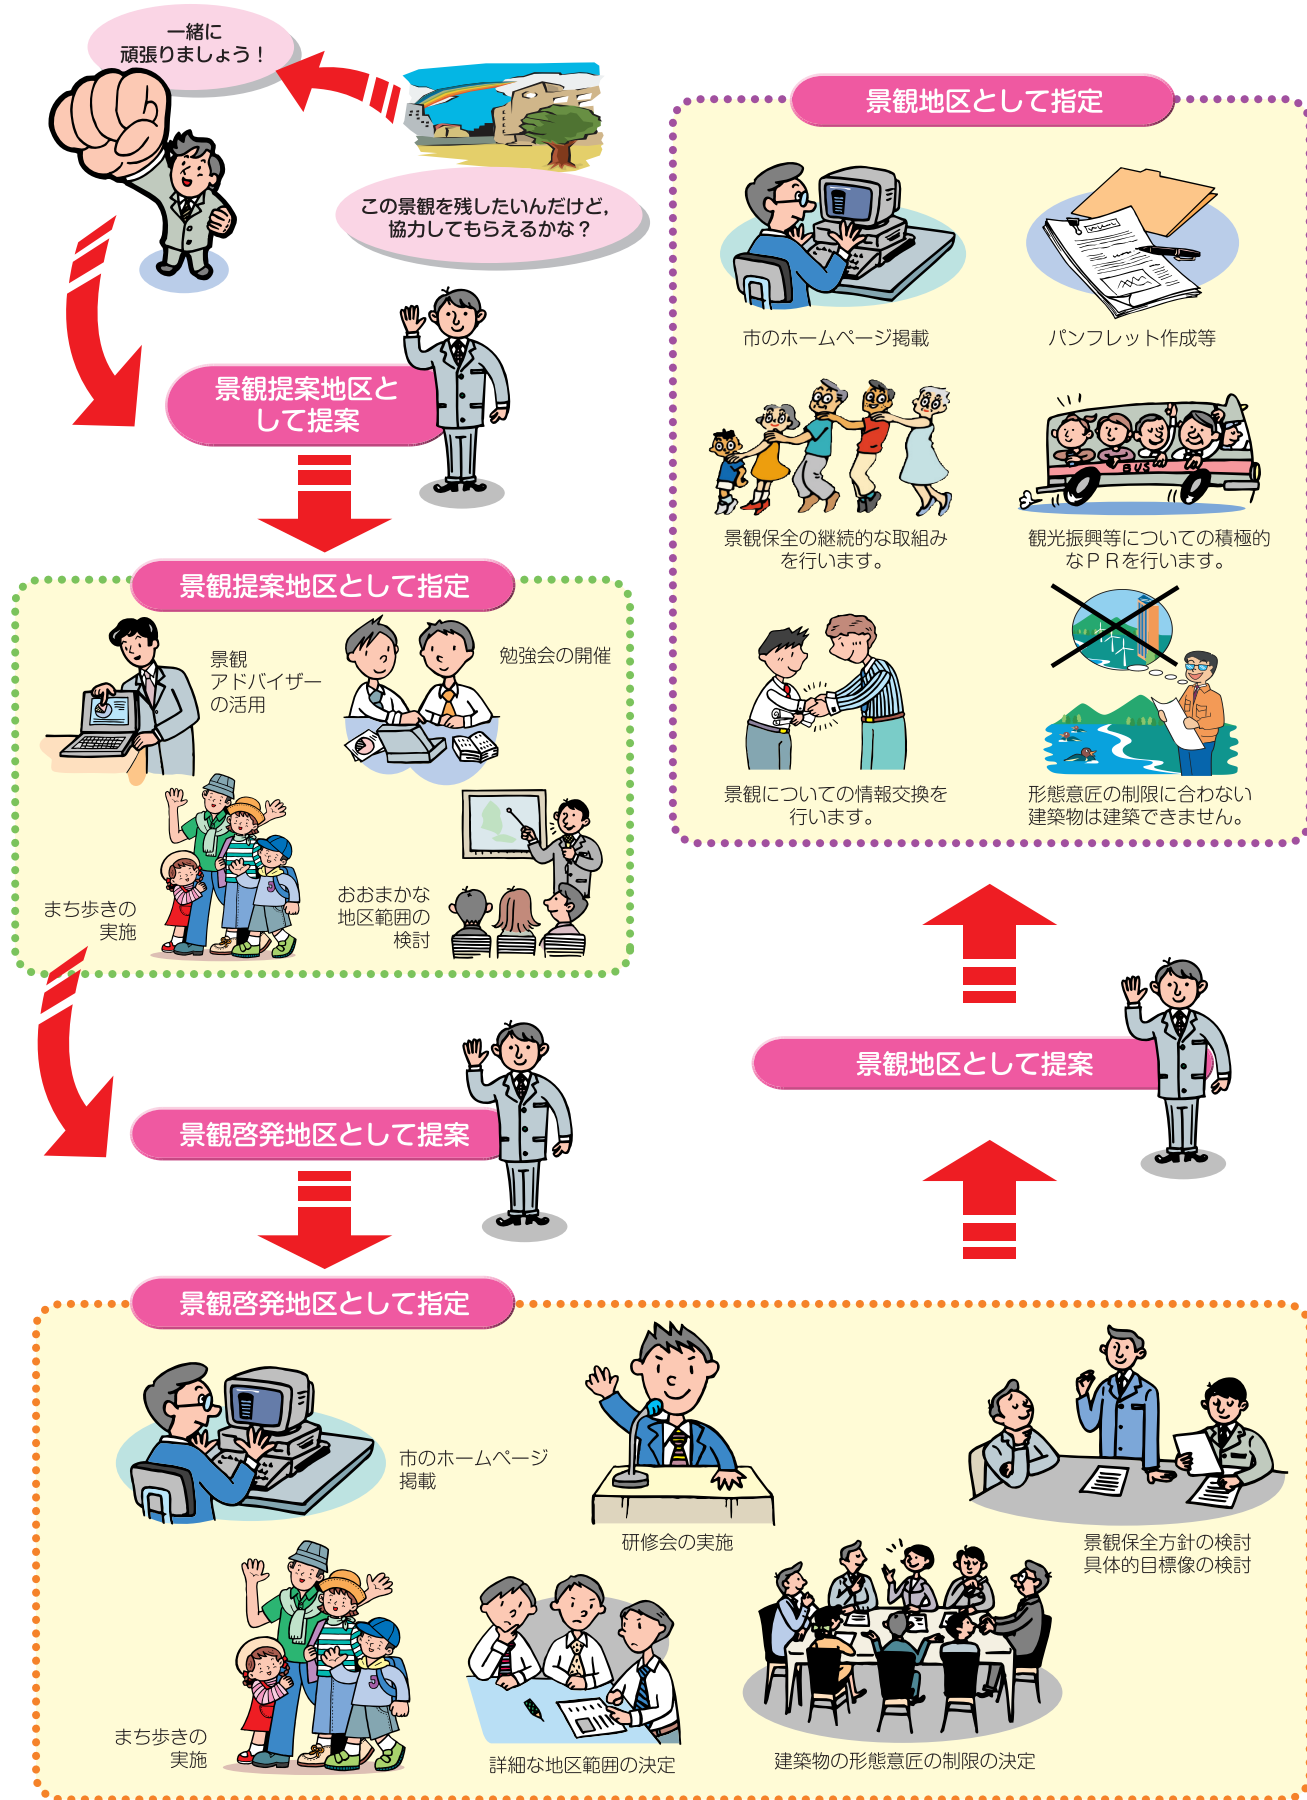 一緒に
頑張りましょう！
この景観を残したいんだけど，
協力してもらえるかな？
景観提案地区と
して提案
景観提案地区として指定
景観
アドバイザー
の活用
勉強会の開催
まち歩きの
実施
おおまかな
地区範囲の
検討
景観啓発地区として提案
景観啓発地区として指定
市のホームページ
掲載
研修会の実施
景観保全方針の検討
具体的目標像の検討
まち歩きの
実施
詳細な地区範囲の決定
建築物の形態意匠の制限の決定
景観地区として提案
景観地区として指定
市のホームページ掲載
パンフレット作成等
景観保全の継続的な取組み
を行います。
BUS
観光振興等についての積極的
なＰＲを行います。
景観についての情報交換を
行います。
形態意匠の制限に合わない
建築物は建築できません。